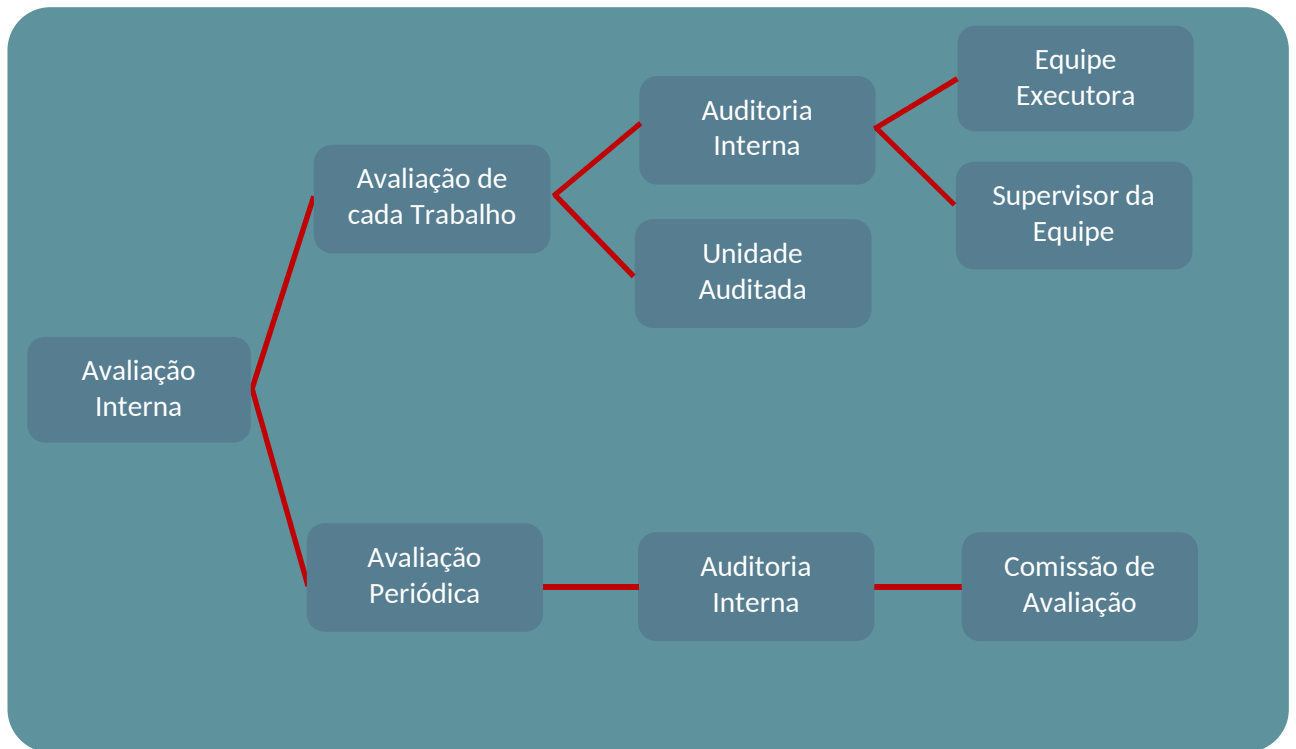 Equipe
Executora
Auditoria
Interna
Avaliação de
cada Trabalho
Supervisor da
Equipe
Unidade
Auditada
Avaliação
Interna
Avaliação
Periódica
Auditoria
Interna
Comissão de
Avaliação